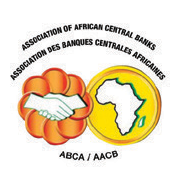 ASSOCIATION OF AFRICAN CENTRAL BANKS
ASSOCIATION DES BANQUES CENTRALES AFRICAINES
ABCA / AACB